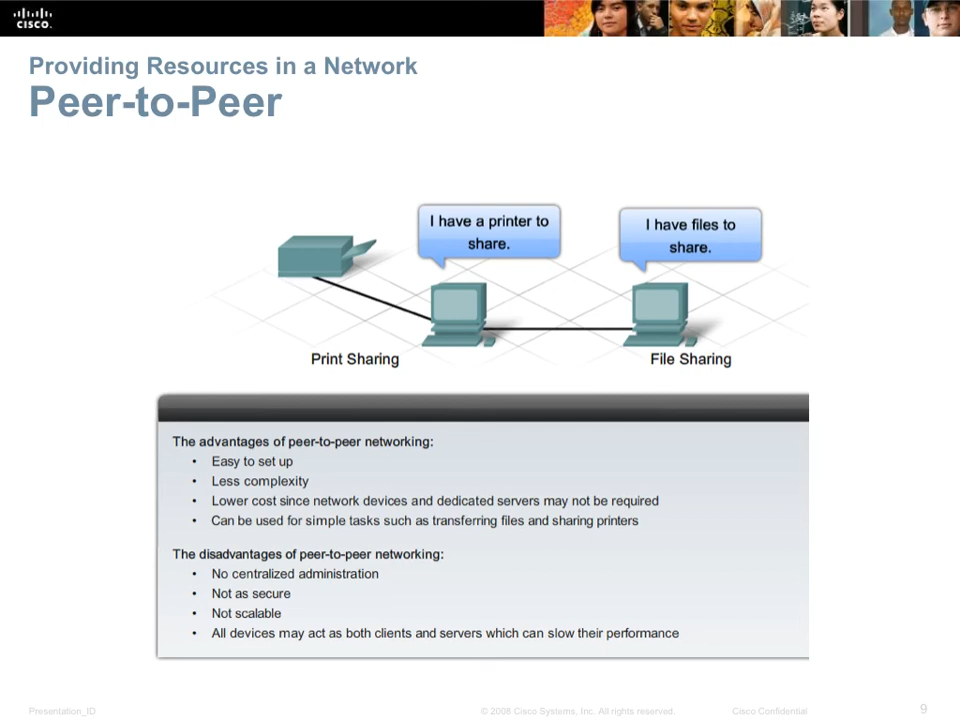 CISCO.
Providing Resources in a Network
Peer-to-Peer
I have a printer to
share.
I have files to
share.
Print Sharing
File Sharing
The advantages of peer-to-peer networking:
• Easy to set up
• Less complexity
• Lower cost since network devices and dedicated servers may not be required
• Can be used for simple tasks such as transferring files and sharing printers
The disadvantages of peer-to-peer networking:
• No centralized administration
• Not as secure
• Not scalable
• All devices may act as both clients and servers which can slow their performance
Presentation_ID
© 2008 Cisco Systems, Inc. All rights reserved.
Cisco Confidential
9